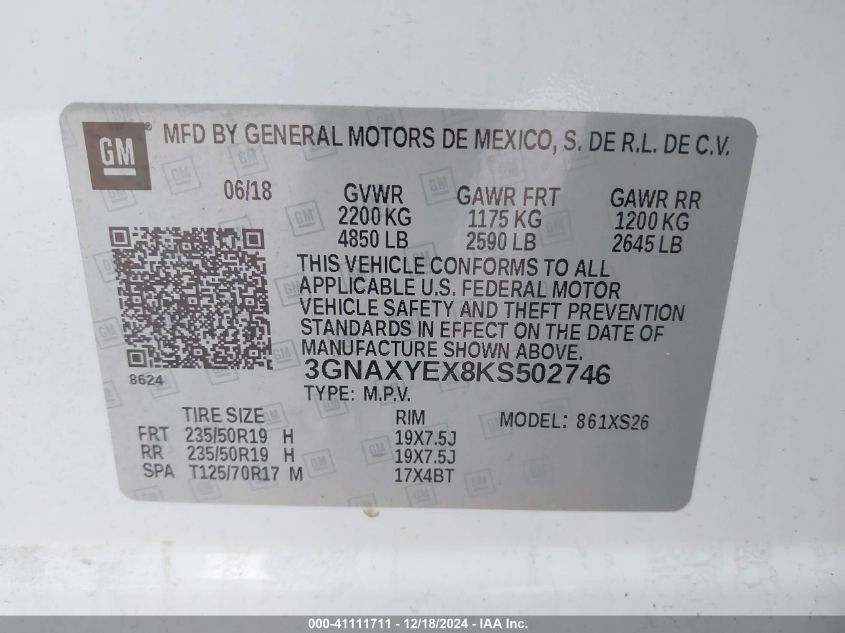 GM® MFD BY GENERAL MOTORS DE MEXICO, S. DE R.L. DE C.V.
06/18 GVWR GAWR FRT GAWR RR
2200 KG 1175 KG 1200 KG
4850 LB 2590 LB 2645 LB
THIS VEHICLE CONFORMS TO ALL
APPLICABLE U.S. FEDERAL MOTOR
VEHICLE SAFETY AND THEFT PREVENTION
STANDARDS IN EFFECT ON THE DATE OF
MANUFACTURE SHOWN ABOVE.
8624 3GNAXYEX8KS502746
TYPE: M.P.V.
TIRE SIZE RIM MODEL: 861XS26
FRT 235/50R19 H 19X7.5J
RR 235/50R19 H 19X7.5J
SPA T125/70R17 M 17X4BT
000-41111711 - 12/18/2024 - IAA Inc.